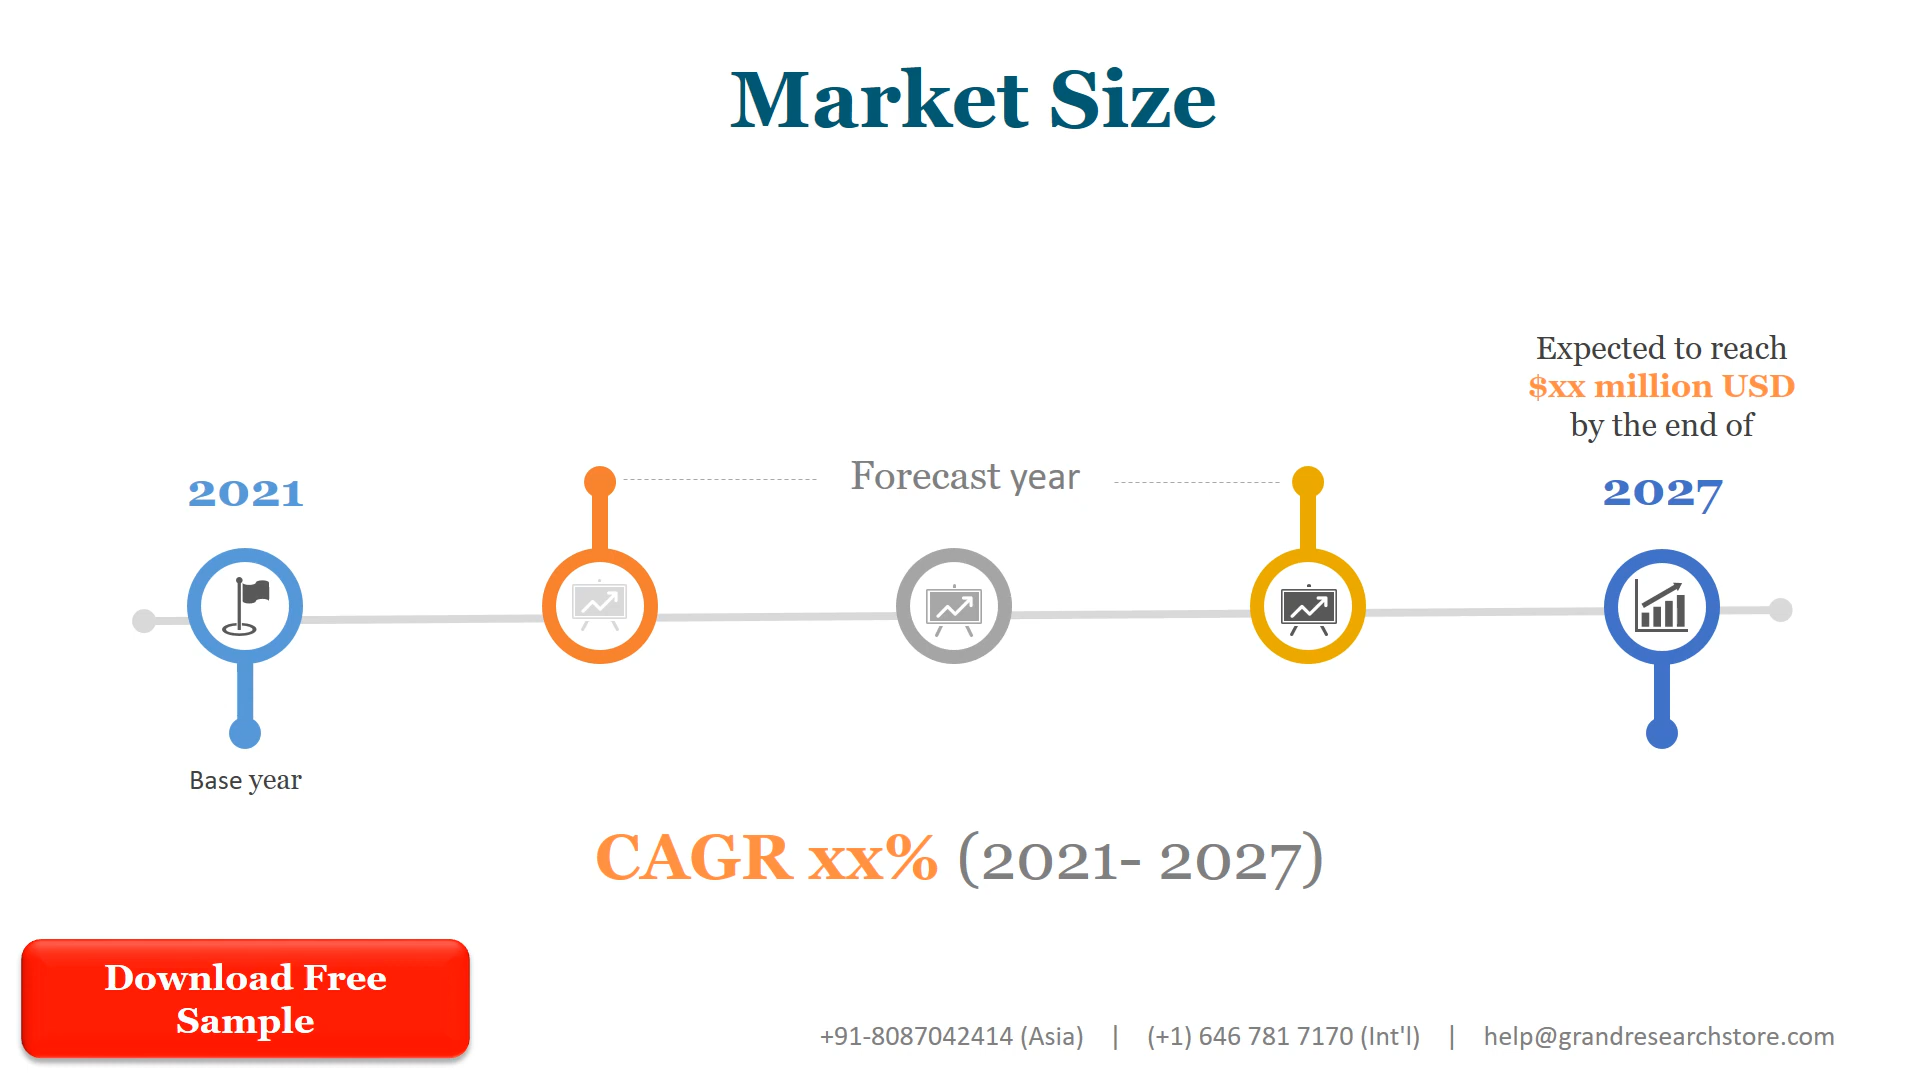 Market Size
Expected to reach
$xx million USD
by the end of
2021
Forecast year
2027
Base year
CAGR xx% (2021- 2027)
Download Free
Sample
+91-8087042414 (Asia) | (+1) 646 781 7170 (Int'l) | help@grandresearchstore.com